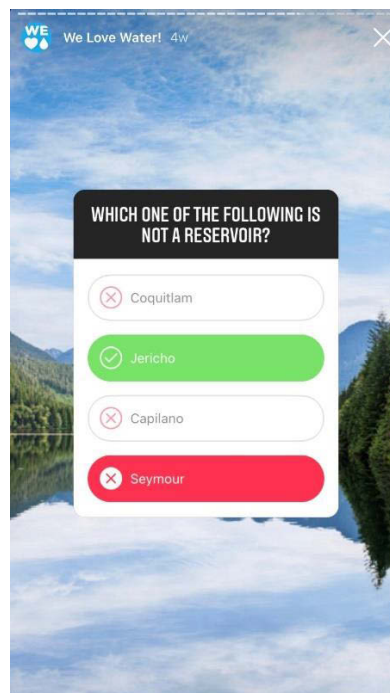 WE
We Love Water! 4w
WHICH ONE OF THE FOLLOWING IS
NOT A RESERVOIR?
Coquitlam
Jericho
Capilano
Seymour